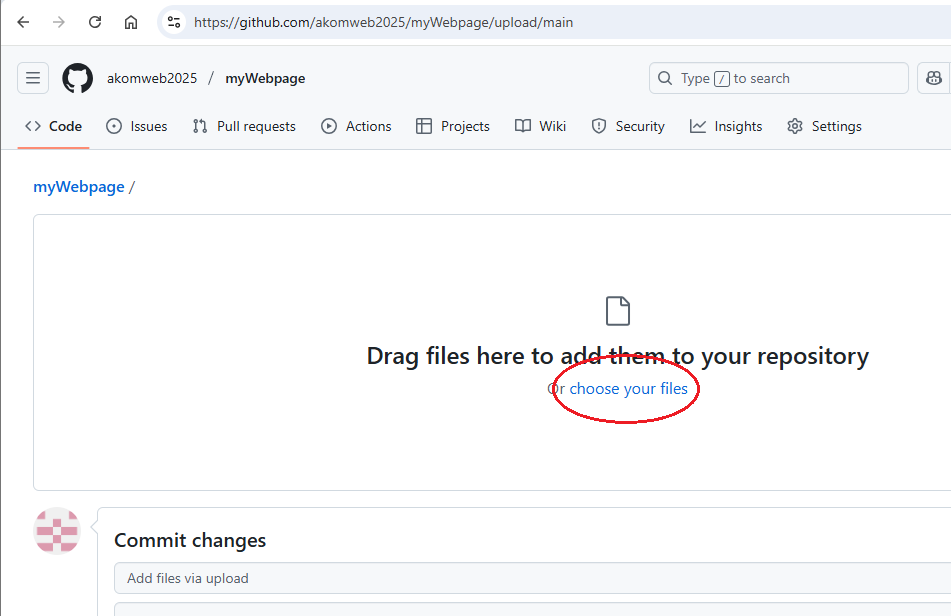 https://github.com/akomweb2025/myWebpage/upload/main
akomweb2025 / myWebpage
Type / to search
Code Issues Pull requests Actions Projects Wiki Security Insights Settings
myWebpage /
Drag files here to add them to your repository
Or choose your files
Commit changes
Add files via upload